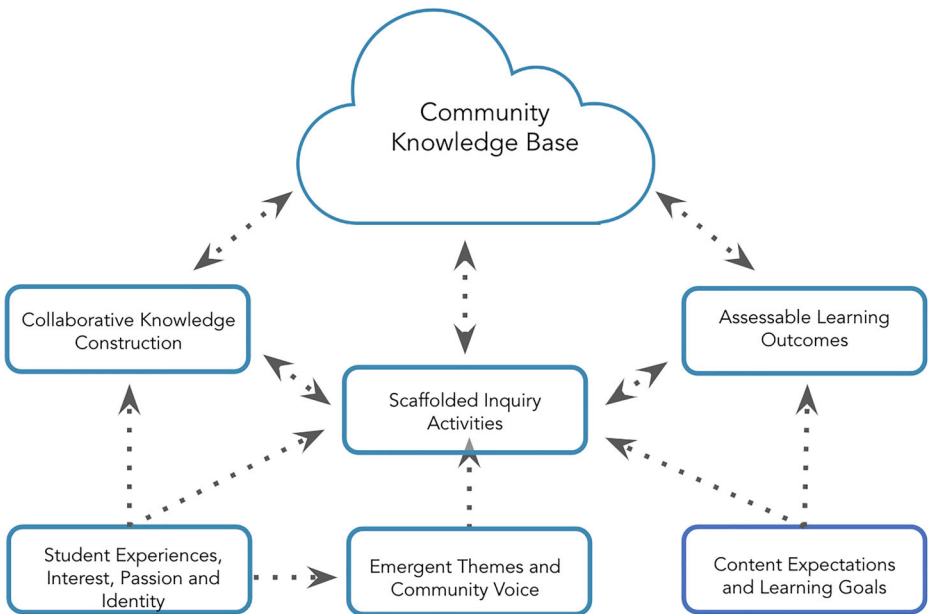 Community
Knowledge Base
Collaborative Knowledge
Construction
Assessable Learning
Outcomes
Scaffolded Inquiry
Activities
Student Experiences,
Interest, Passion and
Identity
Emergent Themes and
Community Voice
Content Expectations
and Learning Goals